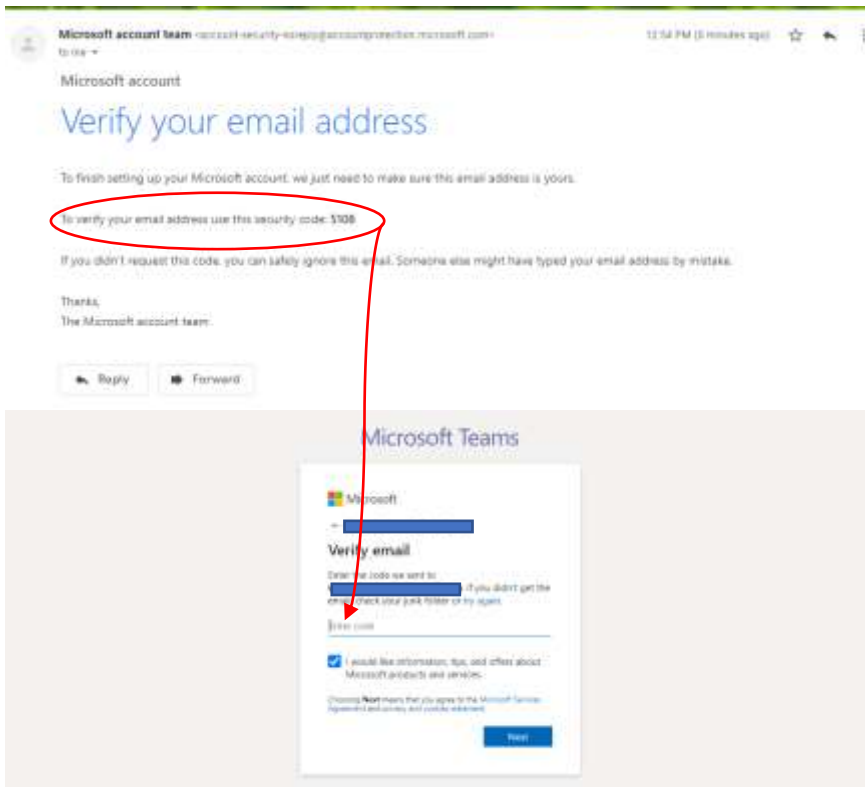 Microsoft account team <account-security-noreply@accountprotection.microsoft.com>
12:54 PM (0 minutes ago)
to me
Microsoft account
Verify your email address
To finish setting up your Microsoft account, we just need to make sure this email address is yours.
To verify your email address use this security code: 5108
If you didn't request this code, you can safely ignore this email. Someone else might have typed your email address by mistake.
Thanks,
The Microsoft account team
Reply
Forward
Microsoft Teams
Microsoft
Verify email
Enter the code we sent to
If you didn't get the
email, check your junk folder or try again.
Enter code
I would like information, tips, and offers about
Microsoft products and services.
Choosing Next means that you agree to the Microsoft Services
Agreement and privacy and cookies statement.
Next